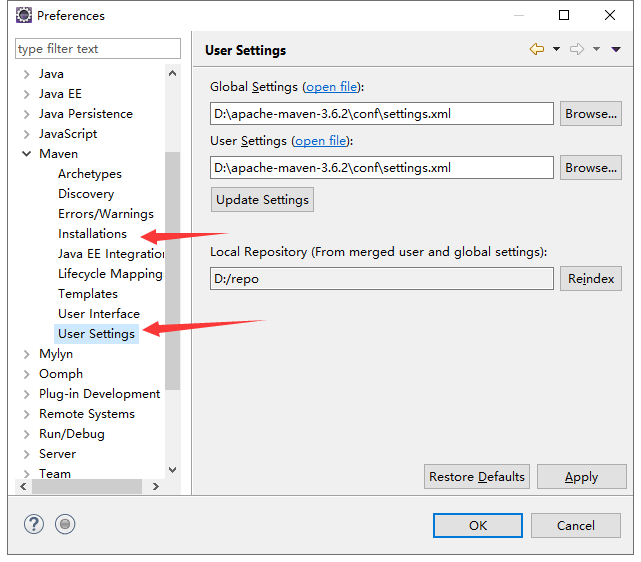 Preferences
type filter text
Java
Java EE
Java Persistence
JavaScript
Maven
Archetypes
Discovery
Errors/Warnings
Installations
Java EE Integration
Lifecycle Mapping
Templates
User Interface
User Settings
Mylyn
Oomph
Plug-in Development
Remote Systems
Run/Debug
Server
Team
User Settings
Global Settings (open file):
D:\apache-maven-3.6.2\conf\settings.xml
Browse...
User Settings (open file):
D:\apache-maven-3.6.2\conf\settings.xml
Browse...
Update Settings
Local Repository (From merged user and global settings):
D:/repo
Reindex
Restore Defaults
Apply
OK
Cancel